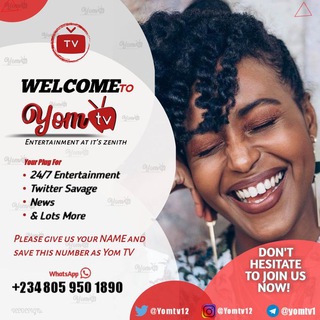 TV
WELCOME TO
Yom TV
ENTERTAINMENT AT IT'S ZENITH
Your Plug For
• 24/7 Entertainment
• Twitter Savage
• News
• & Lots More
PLEASE GIVE US YOUR NAME AND
SAVE THIS NUMBER AS YOM TV
WhatsApp
+234 805 950 1890
DON'T
HESITATE
TO JOIN US
NOW!
@Yomtv12
@Yomtv12
@yomtv1